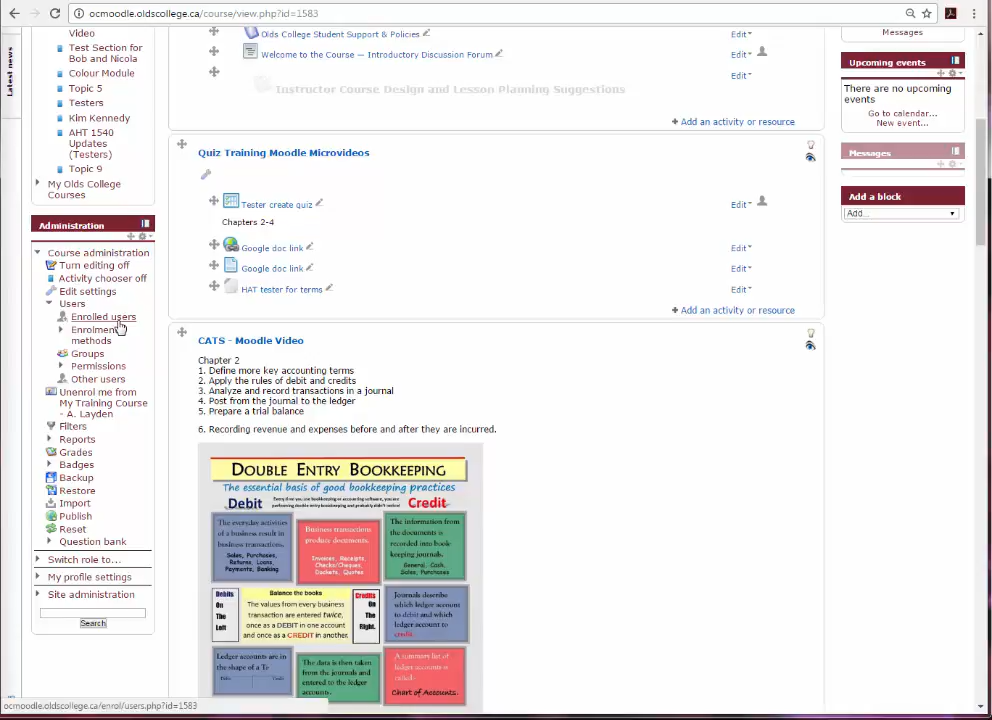 ocmoodle.oldscollege.ca/course/view.php?id=1583
Latest news
Video
Test Section for
Bob and Nicola
Colour Module
Topic 5
Testers
Kim Kennedy
AHT 1540
Updates
(Testers)
Topic 9
My Olds College
Courses
Administration
Course administration
Turn editing off
Activity chooser off
Edit settings
Users
Enrolled users
Enrolment
methods
Groups
Permissions
Other users
Unenrol me from
My Training Course
- A. Layden
Filters
Reports
Grades
Badges
Backup
Restore
Import
Publish
Reset
Question bank
Switch role to...
My profile settings
Site administration
Search
Olds College Student Support & Policies
Edit
Welcome to the Course — Introductory Discussion Forum
Edit
Edit
Instructor Course Design and Lesson Planning Suggestions
Add an activity or resource
Quiz Training Moodle Microvideos
Tester create quiz
Edit
Chapters 2-4
Google doc link
Edit
Google doc link
Edit
HAT tester for terms
Edit
Add an activity or resource
CATS - Moodle Video
Chapter 2
1. Define more key accounting terms
2. Apply the rules of debit and credits
3. Analyze and record transactions in a journal
4. Post from the journal to the ledger
5. Prepare a trial balance
6. Recording revenue and expenses before and after they are incurred.
DOUBLE ENTRY BOOKKEEPING
The essential basis of good bookkeeping practices
Debit
Credit
The everyday activities
of a business result in
business transactions.
Sales, Purchases,
Returns, Loans,
Payments, Banking
Business transactions
produce documents.
Invoices, Receipts,
Checks/Cheques,
Dockets, Quotes
The information from
the documents is
recorded into book
keeping journals.
General, Cash,
Sales, Purchases
Debits
On
The
Left
Balance the books
The values from every business
transaction are entered twice,
once as a DEBIT in one account
and once as a CREDIT in another.
Credits
On
The
Right.
Journals describe
which ledger account
to debit and which
ledger account to
credit.
Ledger accounts are in
the shape of a Te
The data is then taken
from the journals and
entered to the ledger
accounts.
A summary list of
ledger accounts is
called-
Chart of Accounts.
Messages
Upcoming events
There are no upcoming
events
Go to calendar...
New event...
Messages
Add a block
Add...
ocmoodle.oldscollege.ca/enrol/users.php?id=1583